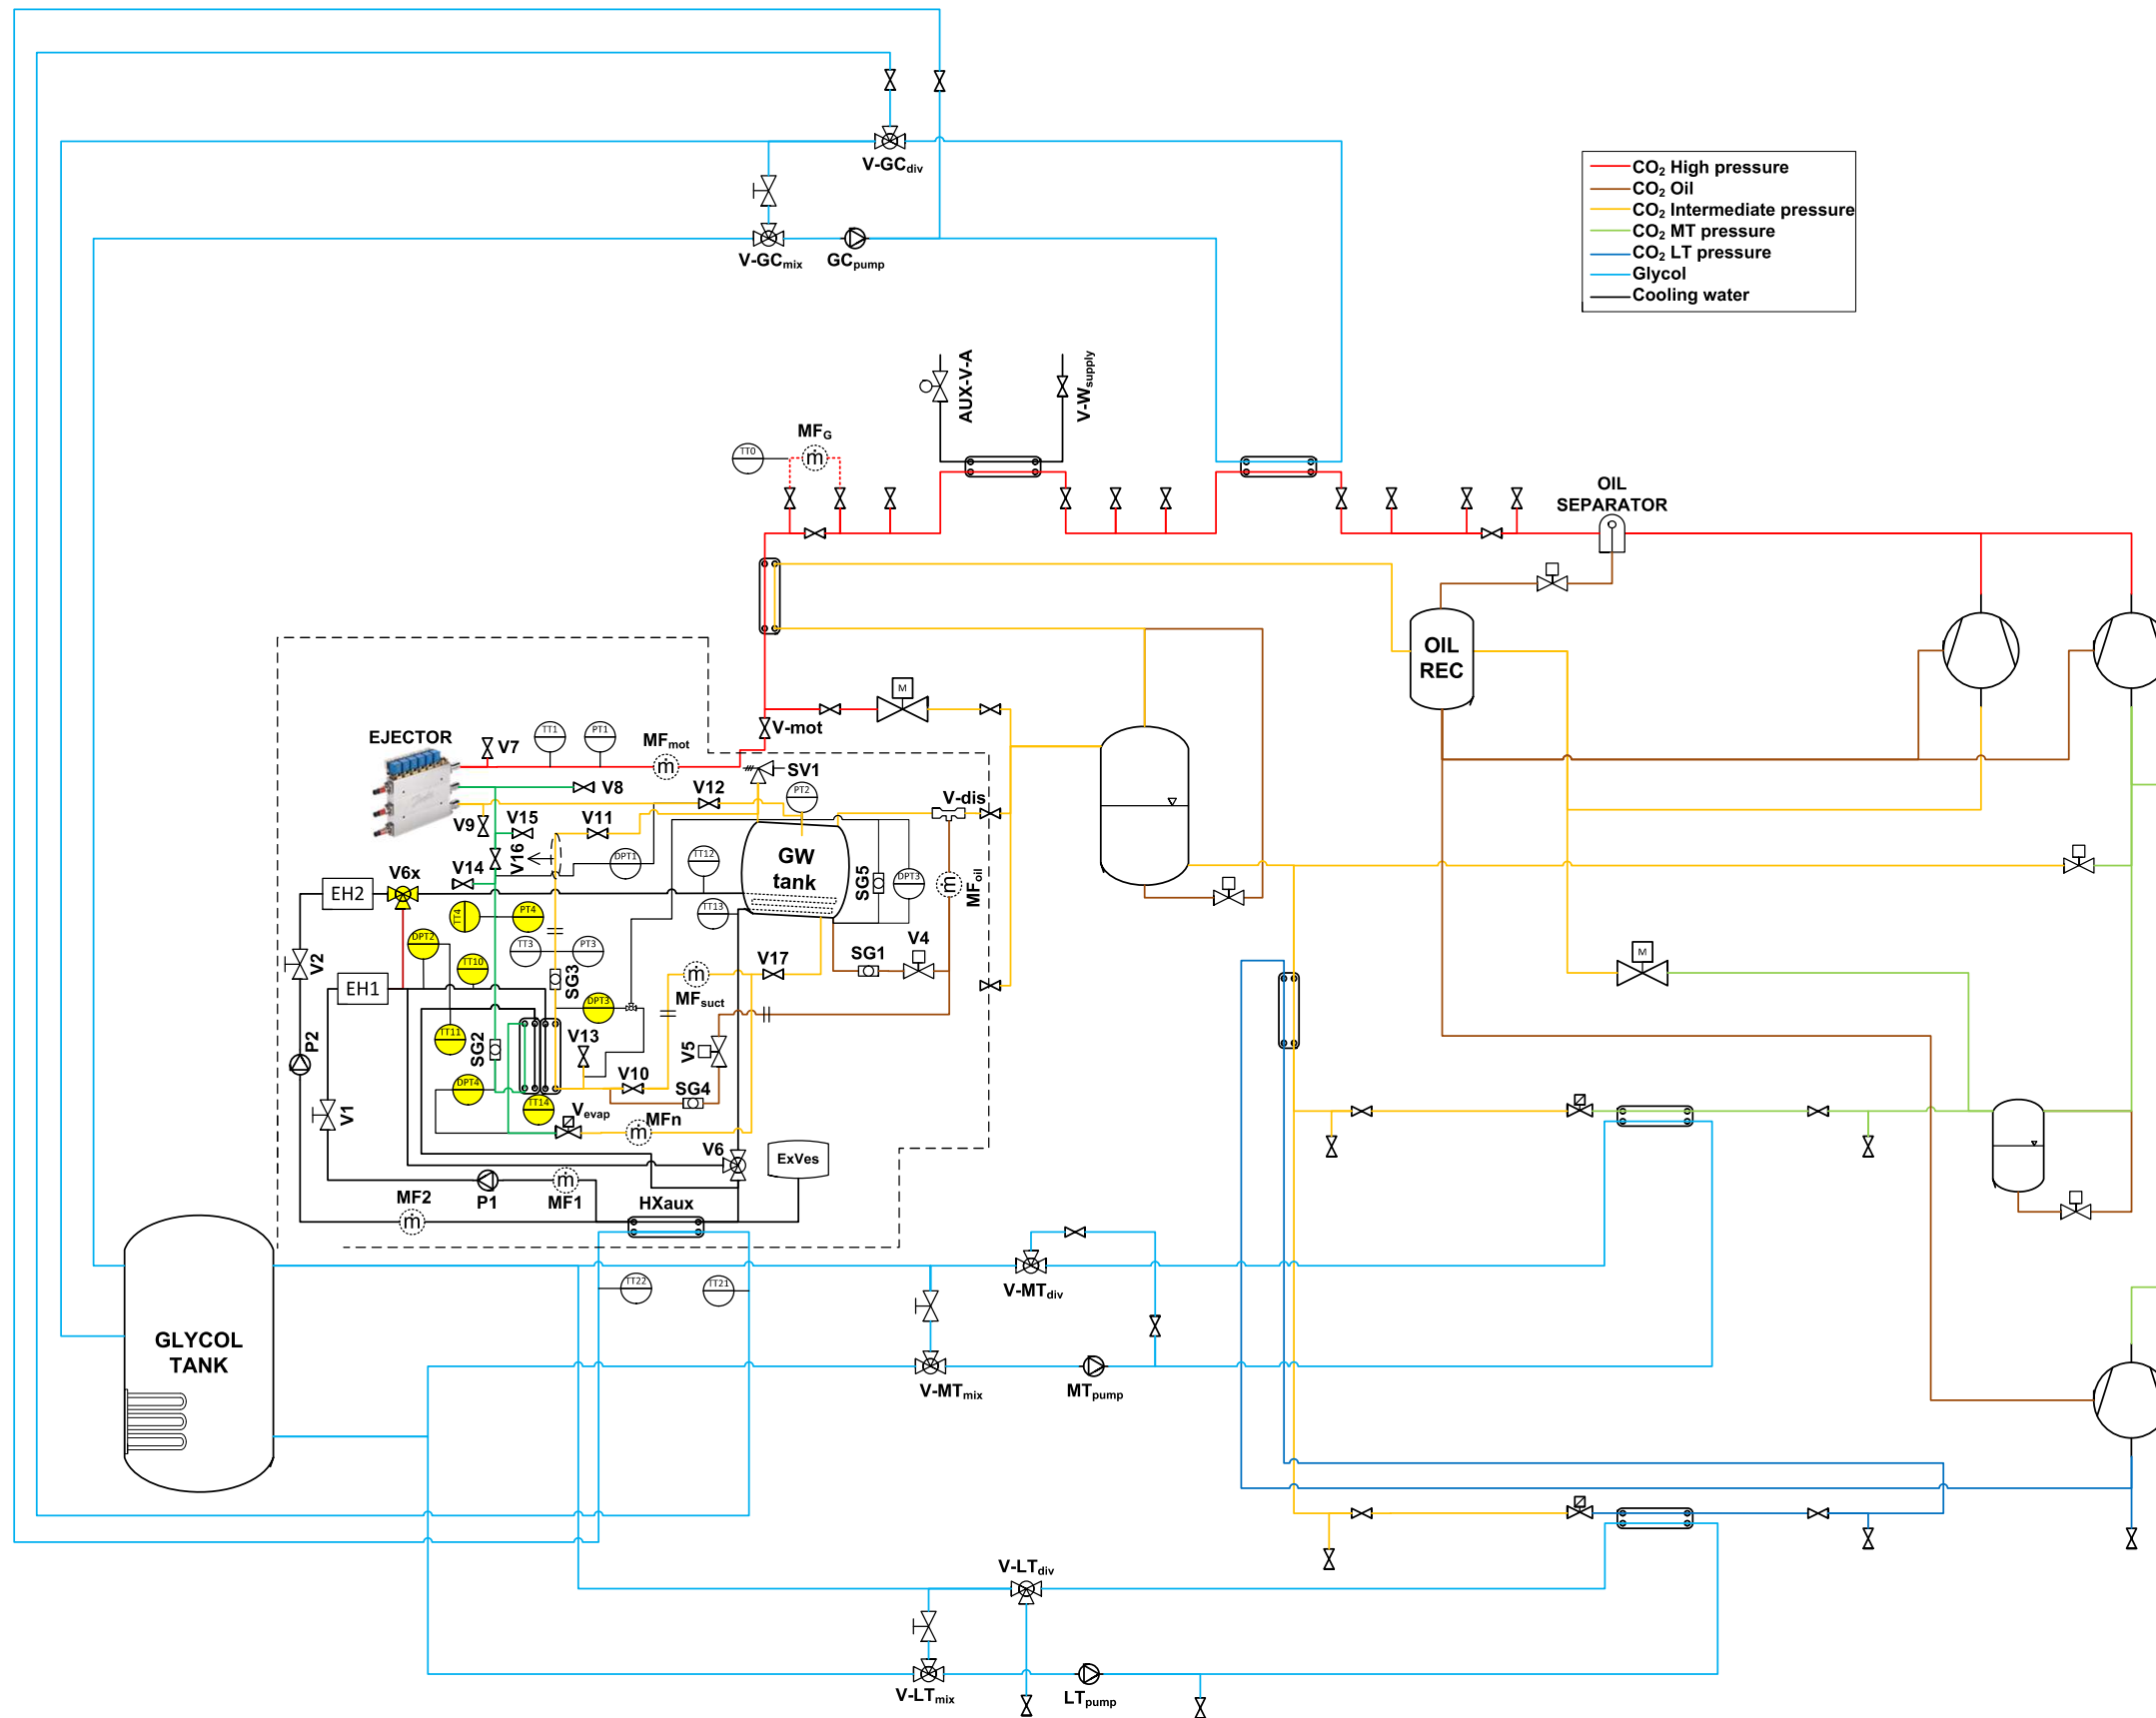 V-GCdiv
V-GCmix
GCpump
CO2 High pressure
CO2 Oil
CO2 Intermediate pressure
CO2 MT pressure
CO2 LT pressure
Glycol
Cooling water
AUX-V-A
V-Wsupply
MFG
TT0
ṁ
OIL
SEPARATOR
OIL
REC
M
V-mot
EJECTOR
V7
TT1
PT1
MFmot
ṁ
SV1
V8
V12
PT2
V-dis
V9
V15
V11
V16
V14
DPT1
TT12
GW
tank
SG5
DPT3
ṁ
MFoil
EH2
V6x
TT4
PT4
TT13
DPT2
TT3
PT3
SG1
V4
V2
TT10
SG3
ṁ
V17
MFsuct
M
EH1
DPT3
TT11
SG2
V13
V5
P2
DPT4
V10
SG4
TT14
V1
Vevap
MFn
ṁ
V6
ExVes
P1
MF1
ṁ
MF2
ṁ
HXaux
TT22
TT21
V-MTdiv
GLYCOL
TANK
V-MTmix
MTpump
V-LTdiv
V-LTmix
LTpump